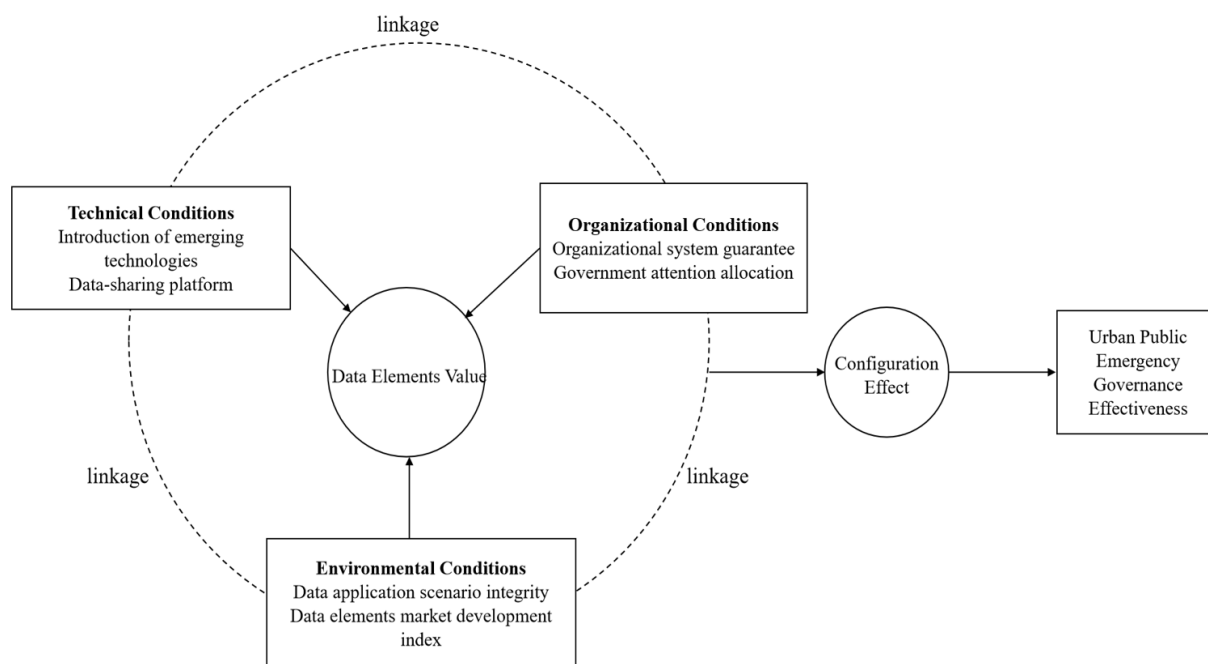 linkage
Technical Conditions
Introduction of emerging
technologies
Data-sharing platform
Organizational Conditions
Organizational system guarantee
Government attention allocation
Data Elements Value
Configuration
Effect
Urban Public
Emergency
Governance
Effectiveness
linkage
linkage
Environmental Conditions
Data application scenario integrity
Data elements market development
index